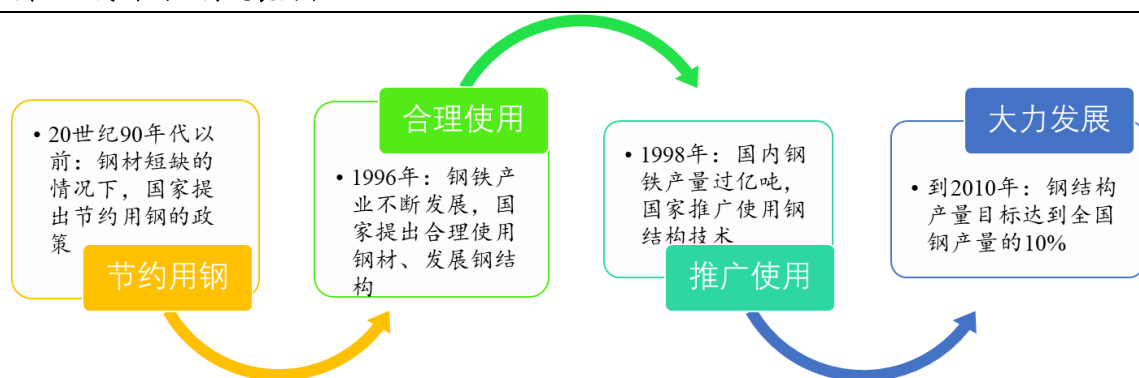 • 20世纪90年代以
前：钢材短缺的
情况下，国家提
出节约用钢的政
策
节约用钢
合理使用
• 1996年：钢铁产
业不断发展，国
家提出合理使用
钢材、发展钢结
构
• 1998年：国内钢
铁产量过亿吨，
国家推广使用钢
结构技术
推广使用
大力发展
• 到2010年：钢结构
产量目标达到全国
钢产量的10%